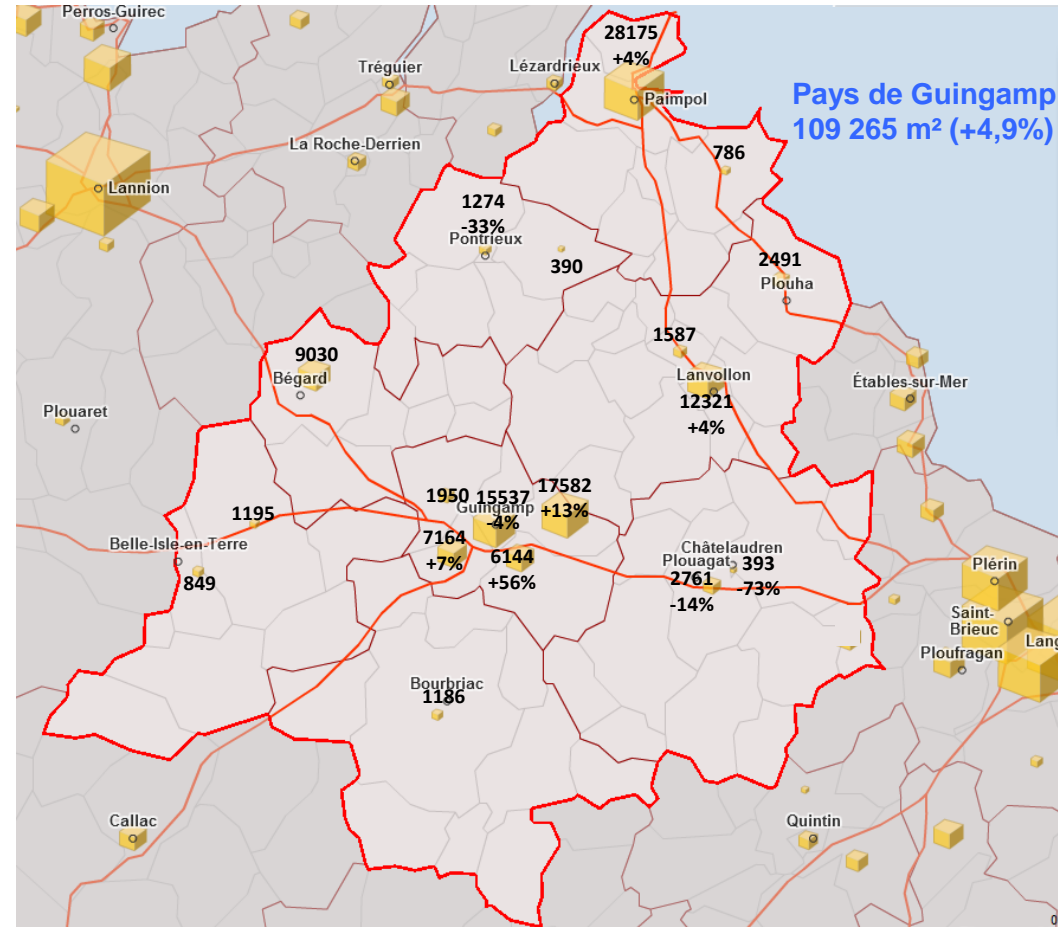 Perros-Guirec
28175
+4%
Tréguier
Lézardrieux
Paimpol
Pays de Guingamp
109 265 m² (+4,9%)
La Roche-Derrien
786
Lannion
1274
-33%
Pontrieux
390
2491
Plouha
1587
9030
Bégard
Lanvollon
12321
+4%
Étables-sur-Mer
Plouaret
1950
15537
Guingamp
-4%
17582
+13%
1195
7164
+7%
6144
+56%
Belle-Isle-en-Terre
849
Châtelaudren
Plouagat
393
2761
-73%
-14%
Plérin
Saint-
Brieuc
Lang
Ploufragan
Bourbriac
1186
Callac
Quintin
0